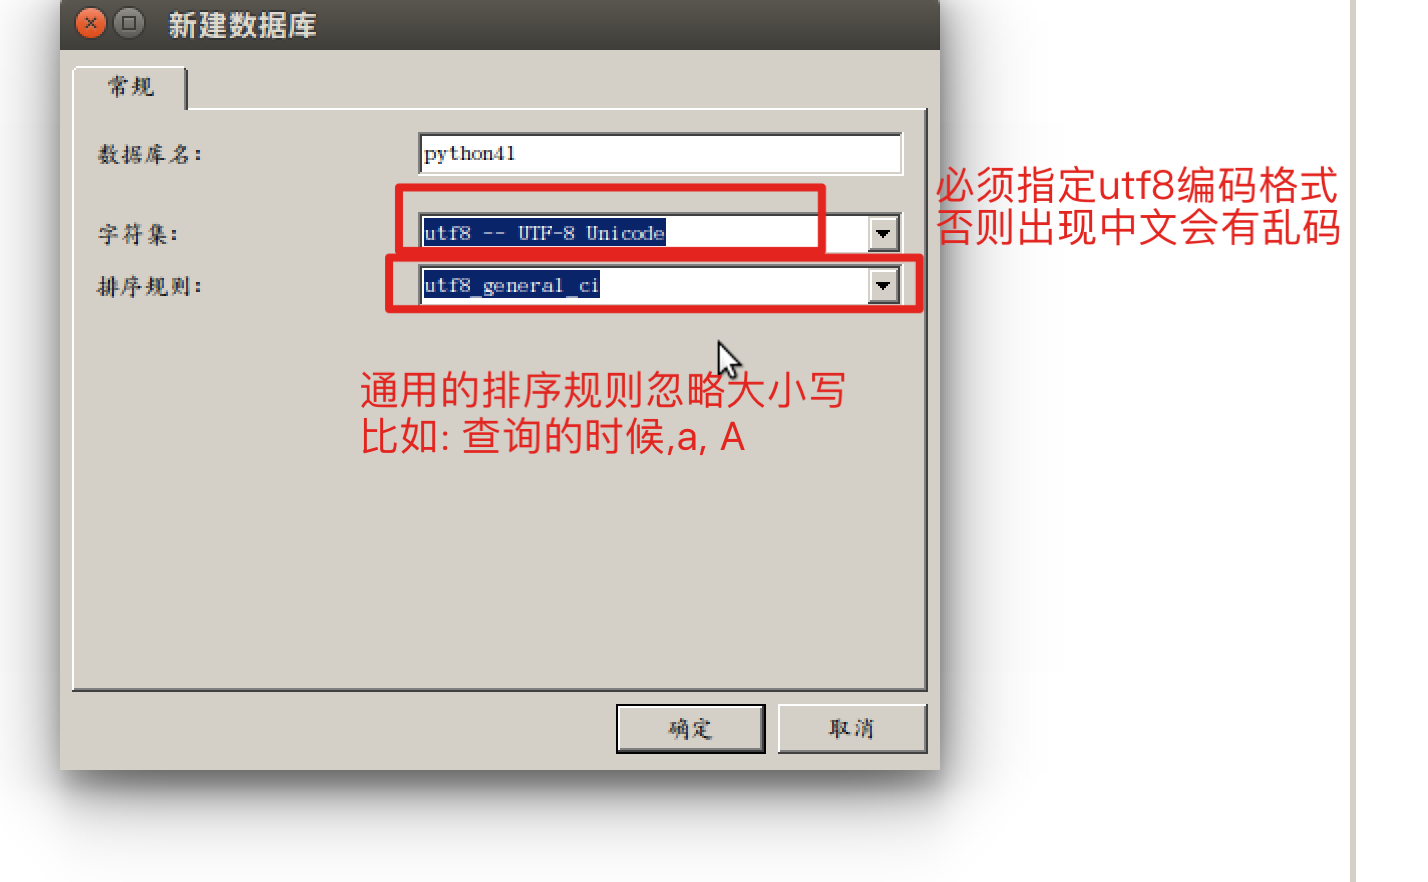 新建数据库
常规
数据库名:
python41
字符集:
utf8 -- UTF-8 Unicode
排序规则:
utf8_general_ci
必须指定utf8编码格式
否则出现中文会有乱码
通用的排序规则忽略大小写
比如: 查询的时候,a, A
确定
取消